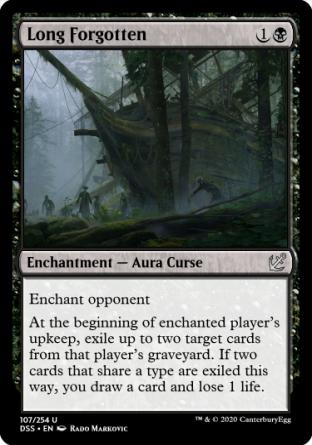 Long Forgotten 1
Enchantment — Aura Curse
Enchant opponent
At the beginning of enchanted player's
upkeep, exile up to two target cards
from that player's graveyard. If two
cards that share a type are exiled this
way, you draw a card and lose 1 life.
107/254 U
DSS • EN Rado Markovic
™ & © 2020 CanterburyEgg